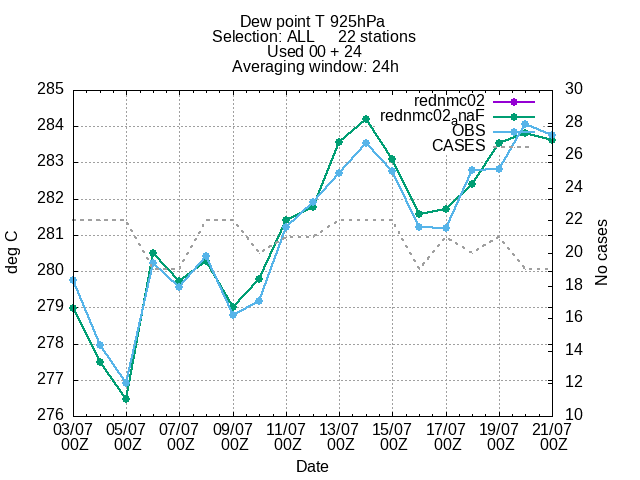 Dew point T 925hPa
Selection: ALL 22 stations
Used 00 + 24
Averaging window: 24h
285
284
283
282
281
280
279
278
277
276
deg C
30
28
26
24
22
20
18
16
14
12
10
No cases
rednmc02
rednmc02anaF
OBS
CASES
03/07 05/07 07/07 09/07 11/07 13/07 15/07 17/07 19/07 21/07
00Z 00Z 00Z 00Z 00Z 00Z 00Z 00Z 00Z 00Z
Date